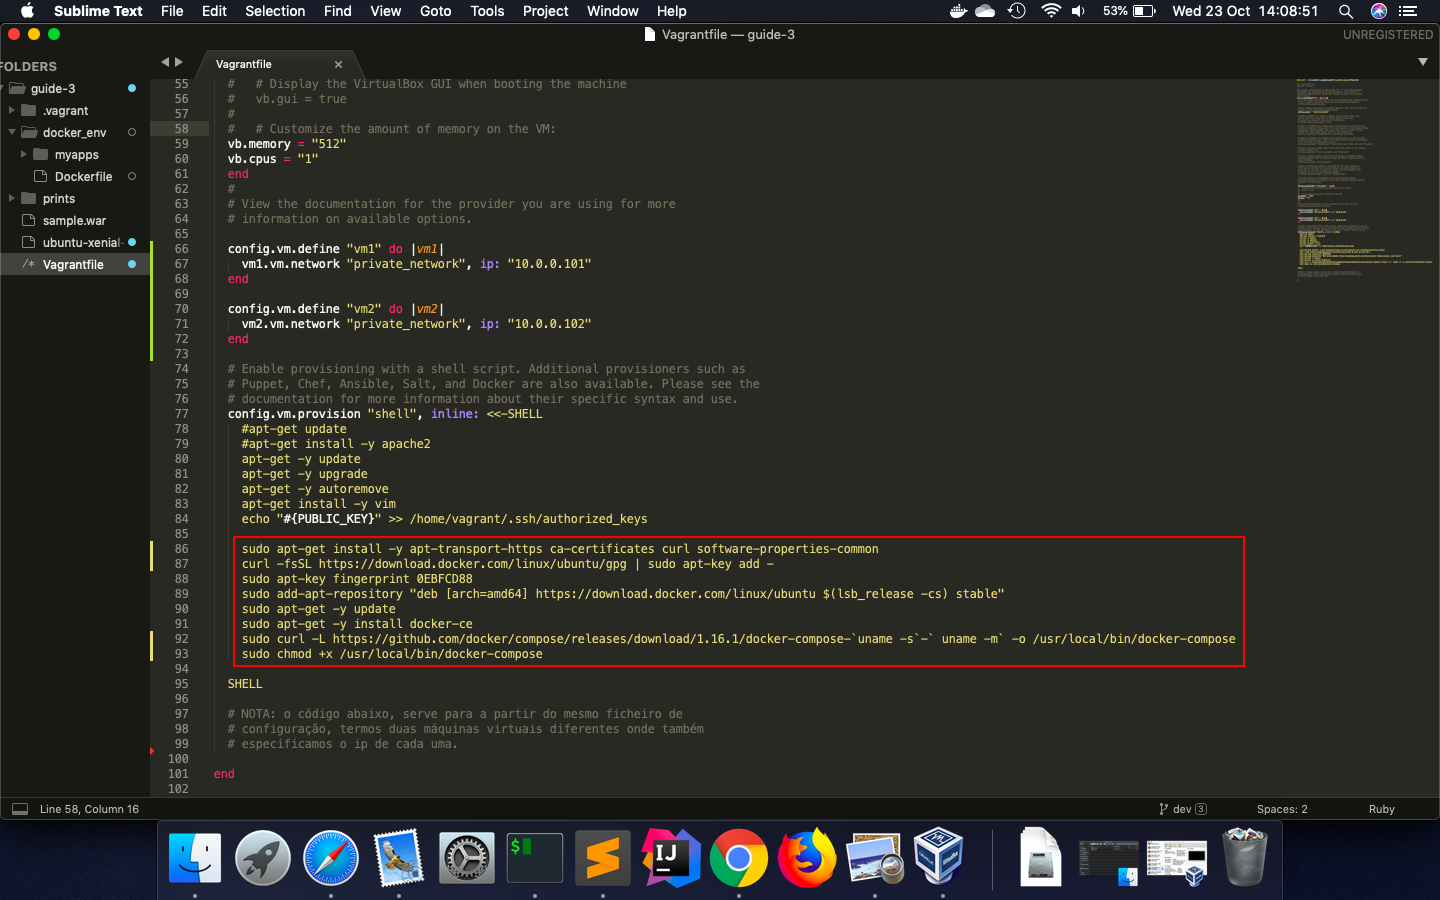 Sublime Text File Edit Selection Find View Goto Tools Project Window Help 53% Wed 23 Oct 14:08:51
Vagrantfile — guide-3 UNREGISTERED
FOLDERS
guide-3
.vagrant
docker_env
myapps
Dockerfile
prints
sample.war
ubuntu-xenial-
/* Vagrantfile
Vagrantfile ×
55 #   # Display the VirtualBox GUI when booting the machine
56 #   vb.gui = true
57 #
58 #   # Customize the amount of memory on the VM:
59 vb.memory = "512"
60 vb.cpus = "1"
61 end
62 #
63 # View the documentation for the provider you are using for more
64 # information on available options.
65
66 config.vm.define "vm1" do |vm1|
67 vm1.vm.network "private_network", ip: "10.0.0.101"
68 end
69
70 config.vm.define "vm2" do |vm2|
71 vm2.vm.network "private_network", ip: "10.0.0.102"
72 end
73
74 # Enable provisioning with a shell script. Additional provisioners such as
75 # Puppet, Chef, Ansible, Salt, and Docker are also available. Please see the
76 # documentation for more information about their specific syntax and use.
77 config.vm.provision "shell", inline: <<-SHELL
78 #apt-get update
79 #apt-get install -y apache2
80 apt-get -y update
81 apt-get -y upgrade
82 apt-get -y autoremove
83 apt-get install -y vim
84 echo "#{PUBLIC_KEY}" >> /home/vagrant/.ssh/authorized_keys
85
86 sudo apt-get install -y apt-transport-https ca-certificates curl software-properties-common
87 curl -fsSL https://download.docker.com/linux/ubuntu/gpg | sudo apt-key add -
88 sudo apt-key fingerprint 0EBFCD88
89 sudo add-apt-repository "deb [arch=amd64] https://download.docker.com/linux/ubuntu $(lsb_release -cs) stable"
90 sudo apt-get -y update
91 sudo apt-get -y install docker-ce
92 sudo curl -L https://github.com/docker/compose/releases/download/1.16.1/docker-compose-`uname -s`-` uname -m` -o /usr/local/bin/docker-compose
93 sudo chmod +x /usr/local/bin/docker-compose
94
95 SHELL
96
97 # NOTA: o código abaixo, serve para a partir do mesmo ficheiro de
98 # configuração, termos duas máquinas virtuais diferentes onde também
99 # especificamos o ip de cada uma.
100
101 end
102
Line 58, Column 16 dev 3 Spaces: 2 Ruby
$
IJ